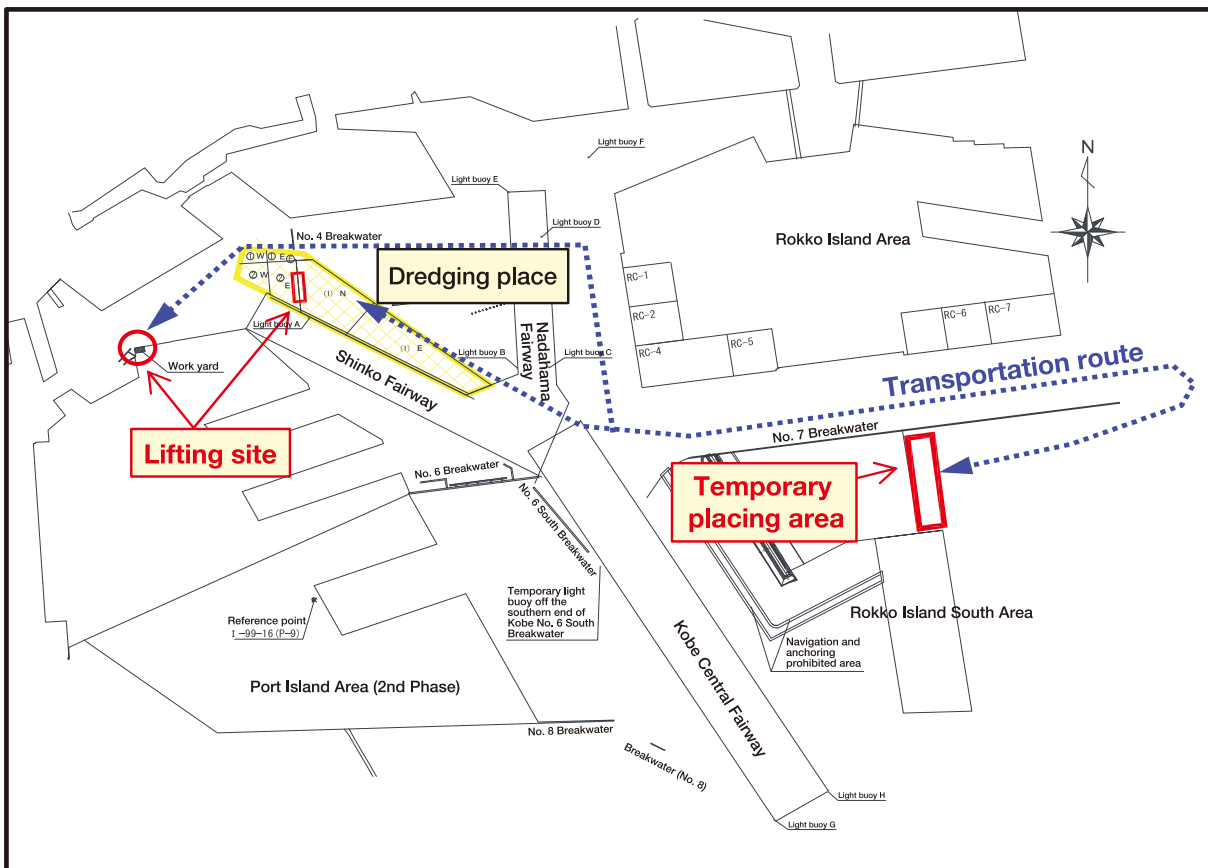 Light buoy F
Light buoy E
N
Light buoy D
No. 4 Breakwater
Rokko Island Area
① W ① E E
② W ② E
(1) N
Dredging place
RC-1
RC-2
RC-4
RC-5
RC-6
RC-7
Light buoy A
Light buoy B
Light buoy C
(1) E
Nadahama
Fairway
Shinko Fairway
Work yard
Transportation route
Lifting site
No. 7 Breakwater
No. 6 Breakwater
No. 6 South Breakwater
Temporary
placing area
Temporary light
buoy off the
southern end of
Kobe No. 6 South
Breakwater
Reference point
I -99-16 (P-9)
Rokko Island South Area
Navigation and
anchoring
prohibited area
Kobe Central Fairway
Port Island Area (2nd Phase)
No. 8 Breakwater
Breakwater (No. 8)
Light buoy H
Light buoy G